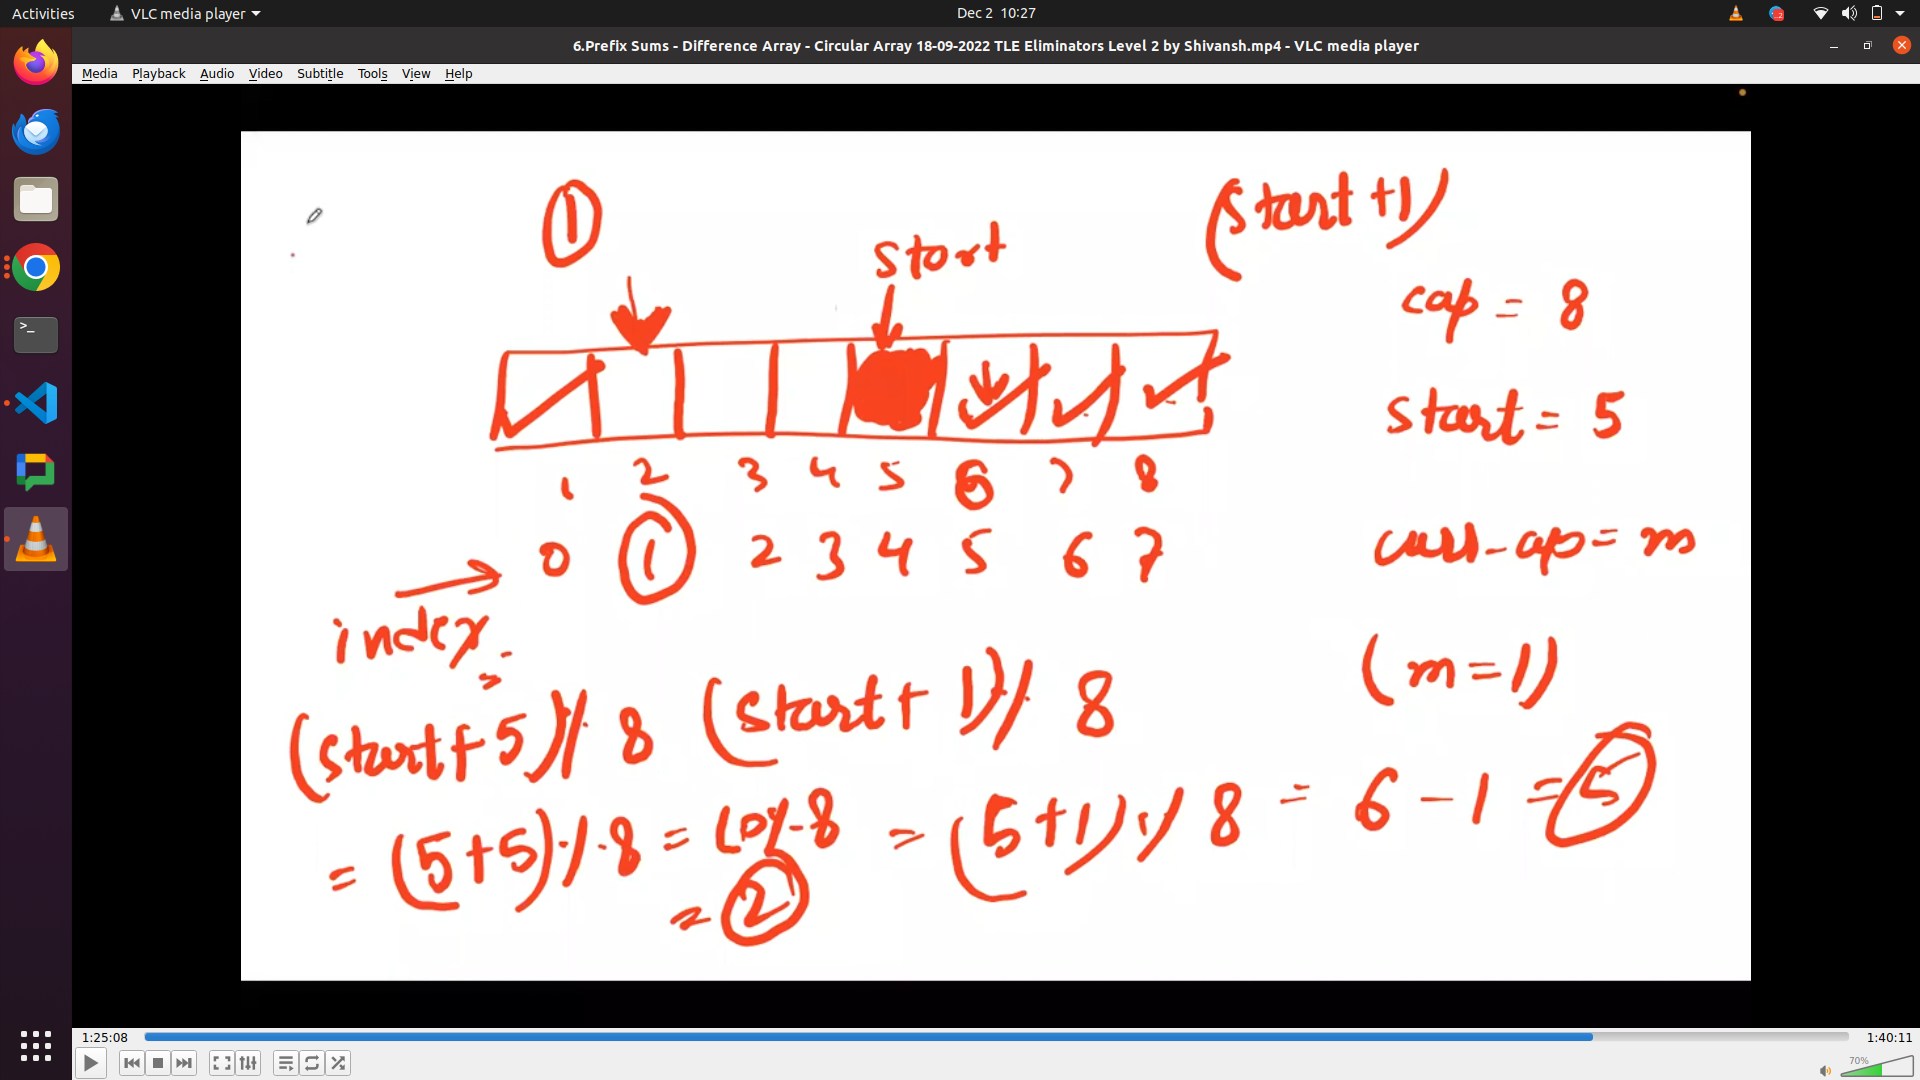 Activities VLC media player Dec 2 10:27
6.Prefix Sums - Difference Array - Circular Array 18-09-2022 TLE Eliminators Level 2 by Shivansh.mp4 - VLC media player
Media Playback Audio Video Subtitle Tools View Help
1 start (start +1)
cap = 8
start = 5
1 2 3 4 5 6 7 8
0 1 2 3 4 5 6 7
curr-cap = m
index =
(m=1)
(start+5) % 8 (start+1) % 8
= (5+5) % 8 = 10 % 8 = (5+1) % 8 = 6 - 1 = 5
= 2
1:25:08 1:40:11
70%